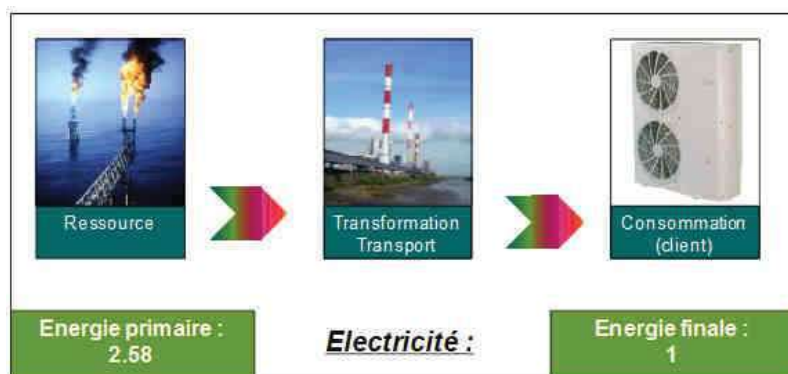 Ressource
Transformation
Transport
Consommation
(client)
Energie primaire :
2.58
Electricité :
Energie finale :
1